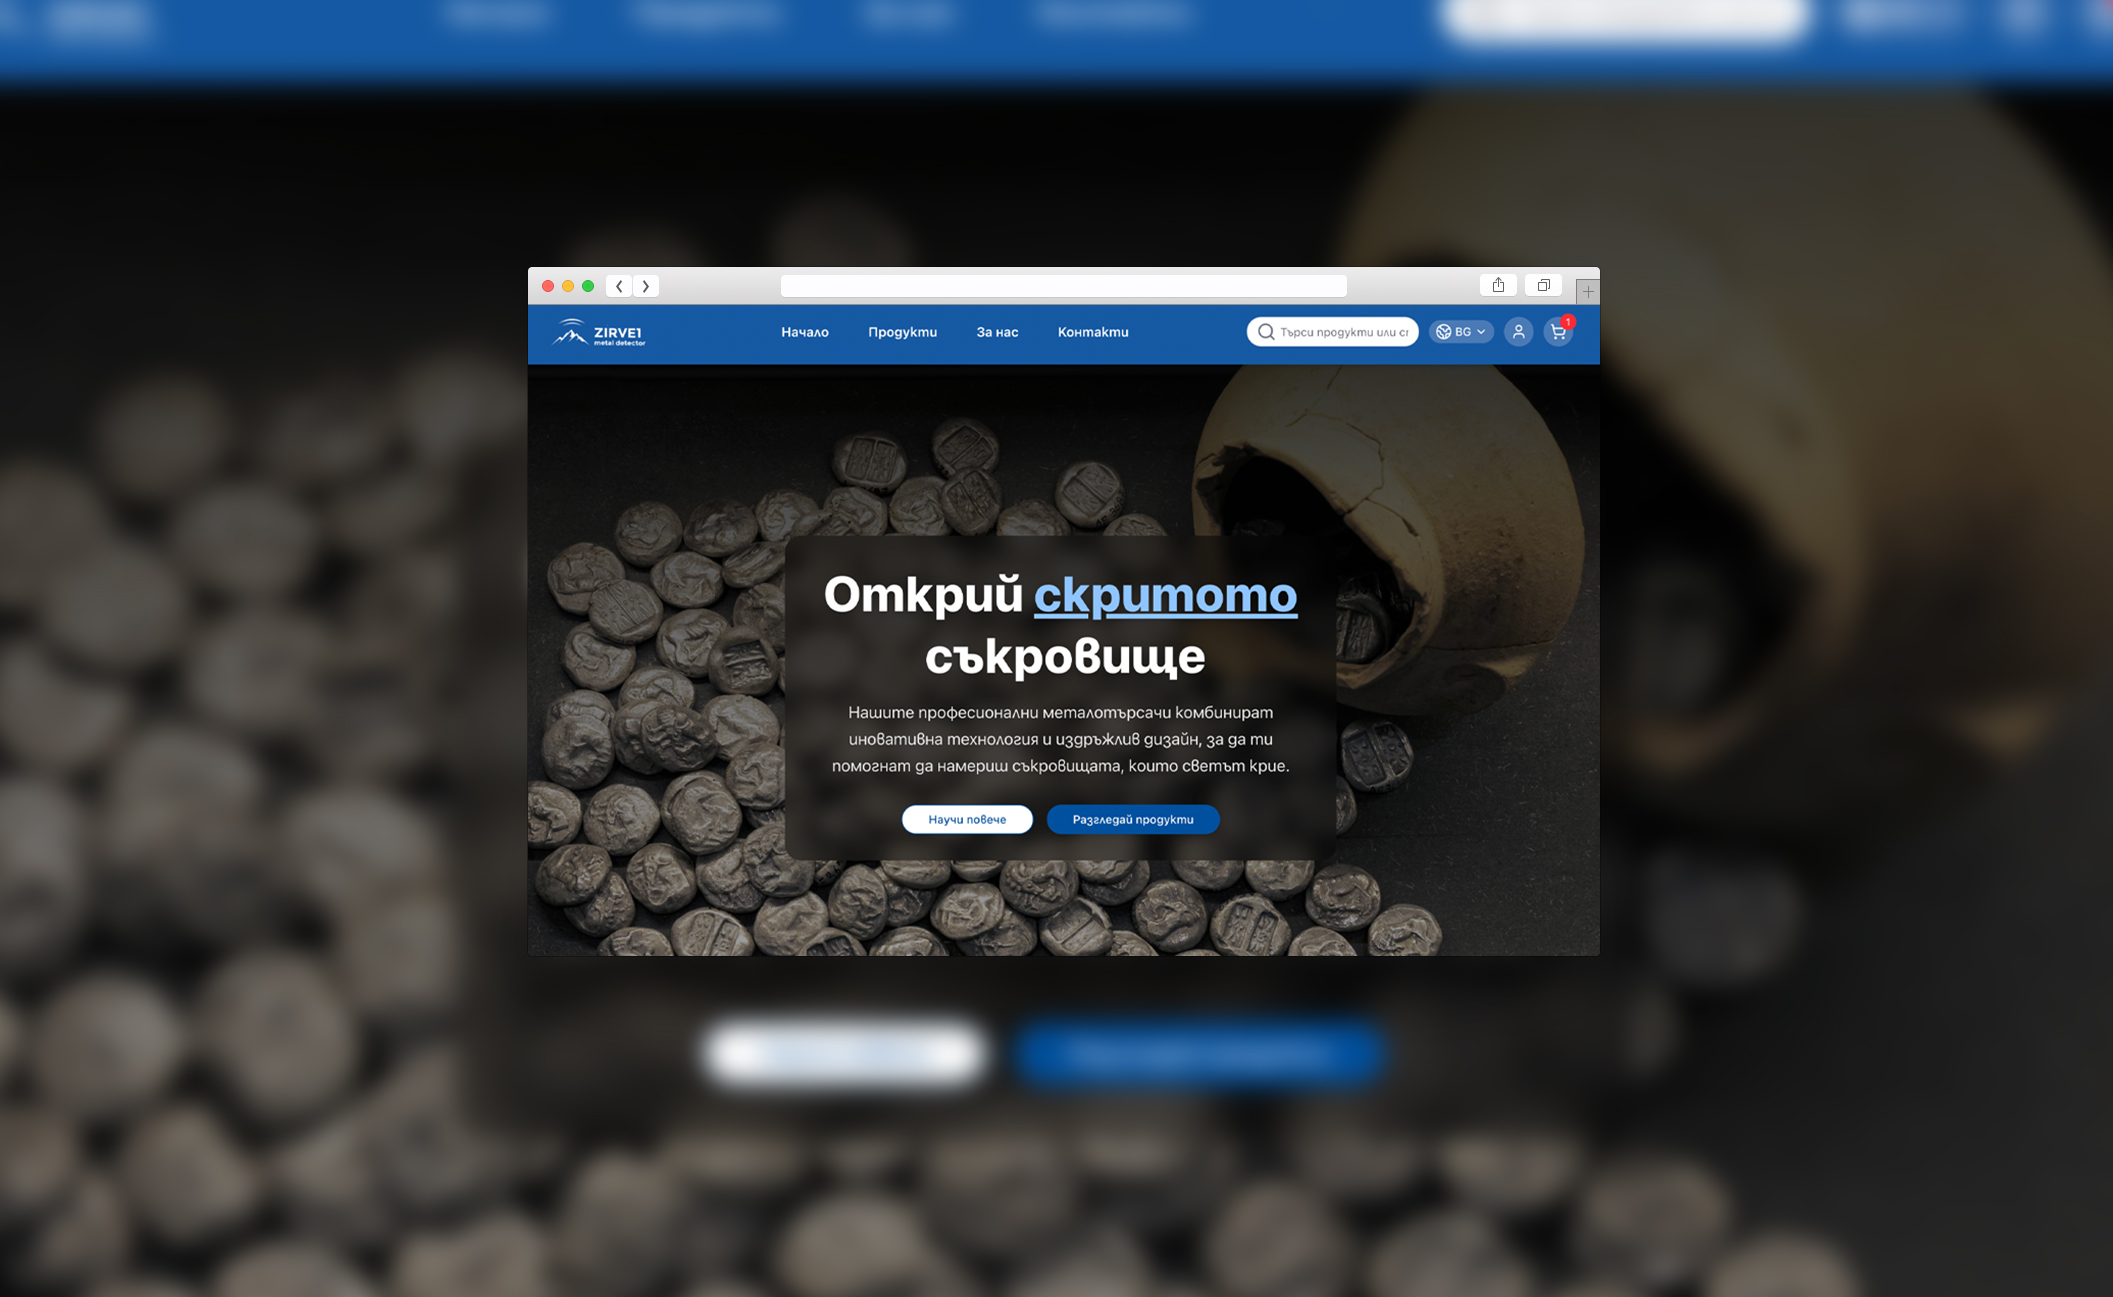 ZIRVE1
metal detector
Начало
Продукти
За нас
Контакти
Търси продукти или
BG
1
Открий скритото
съкровище
Нашите професионални металотърсачи комбинират
иновативна технология и издръжлив дизайн, за да ти
помогнат да намериш съкровищата, които светът крие.
Научи повече
Разгледай продукти